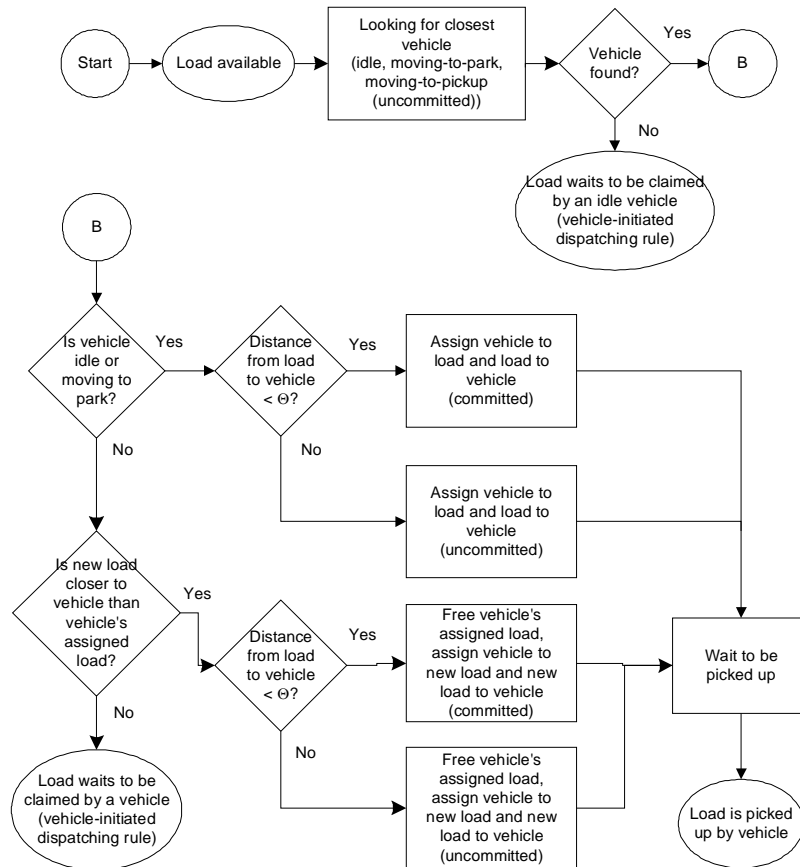 Start
Load available
Looking for closest
vehicle
(idle, moving-to-park,
moving-to-pickup
(uncommitted))
Vehicle
found?
Yes
B
No
Load waits to be claimed
by an idle vehicle
(vehicle-initiated
dispatching rule)
B
Is vehicle
idle or
moving to
park?
Yes
Distance
from load
to vehicle
< Θ?
Yes
Assign vehicle to
load and load to
vehicle
(committed)
No
No
Assign vehicle to
load and load to
vehicle
(uncommitted)
Is new load
closer to
vehicle than
vehicle's
assigned
load?
Yes
Distance
from load
to vehicle
< Θ?
Yes
Free vehicle's
assigned load,
assign vehicle to
new load and new
load to vehicle
(committed)
Wait to be
picked up
No
No
Load waits to be
claimed by a vehicle
(vehicle-initiated
dispatching rule)
Free vehicle's
assigned load,
assign vehicle to
new load and new
load to vehicle
(uncommitted)
Load is picked
up by vehicle